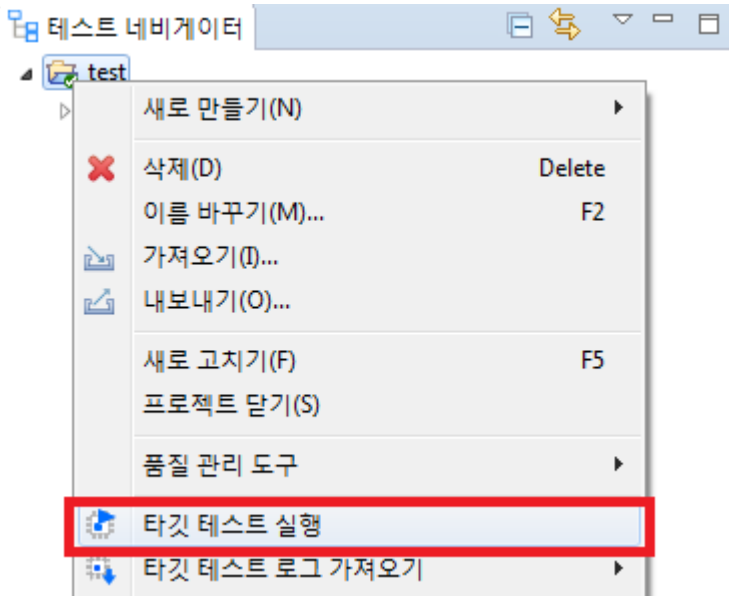 테스트 네비게이터
test
새로 만들기(N)
삭제(D) Delete
이름 바꾸기(M)... F2
가져오기(I)...
내보내기(O)...
새로 고치기(F) F5
프로젝트 닫기(S)
품질 관리 도구
타깃 테스트 실행
타깃 테스트 로그 가져오기